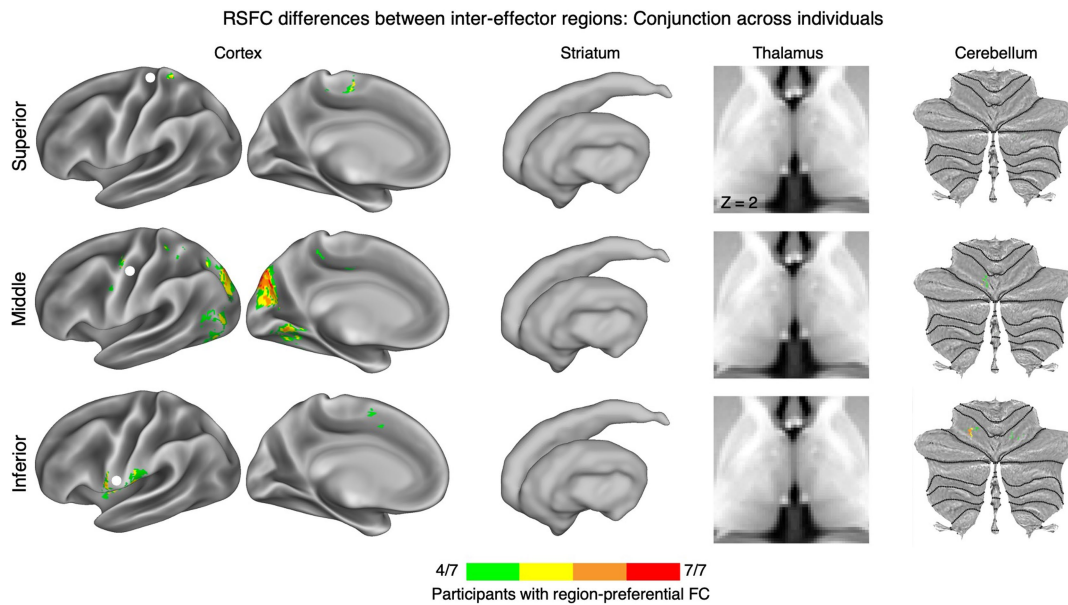 RSFC differences between inter-effector regions: Conjunction across individuals
Cortex
Striatum
Thalamus
Cerebellum
Superior
Z = 2
Middle
Inferior
4/7
7/7
Participants with region-preferential FC